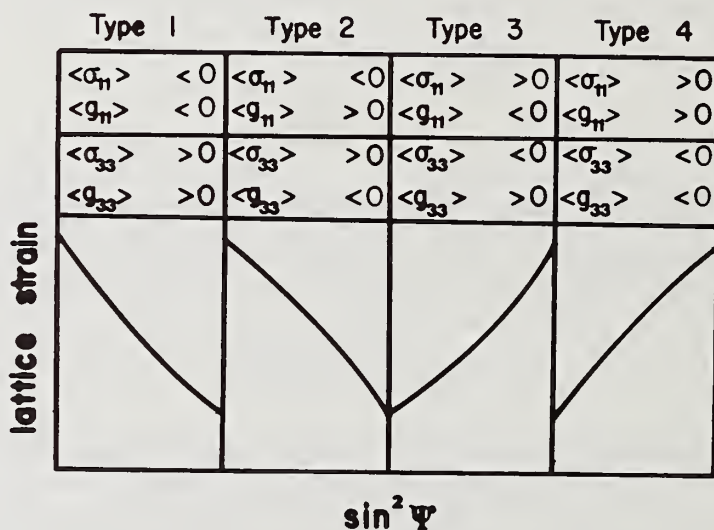 Type 1 Type 2 Type 3 Type 4
<σ₁₁> <0 <σ₁₁> <0 <σ₁₁> >0 <σ₁₁> >0
<g₁₁> <0 <g₁₁> >0 <g₁₁> <0 <g₁₁> >0
<σ₃₃> >0 <σ₃₃> >0 <σ₃₃> <0 <σ₃₃> <0
<g₃₃> >0 <g₃₃> <0 <g₃₃> >0 <g₃₃> <0
lattice strain
sin² Ψ